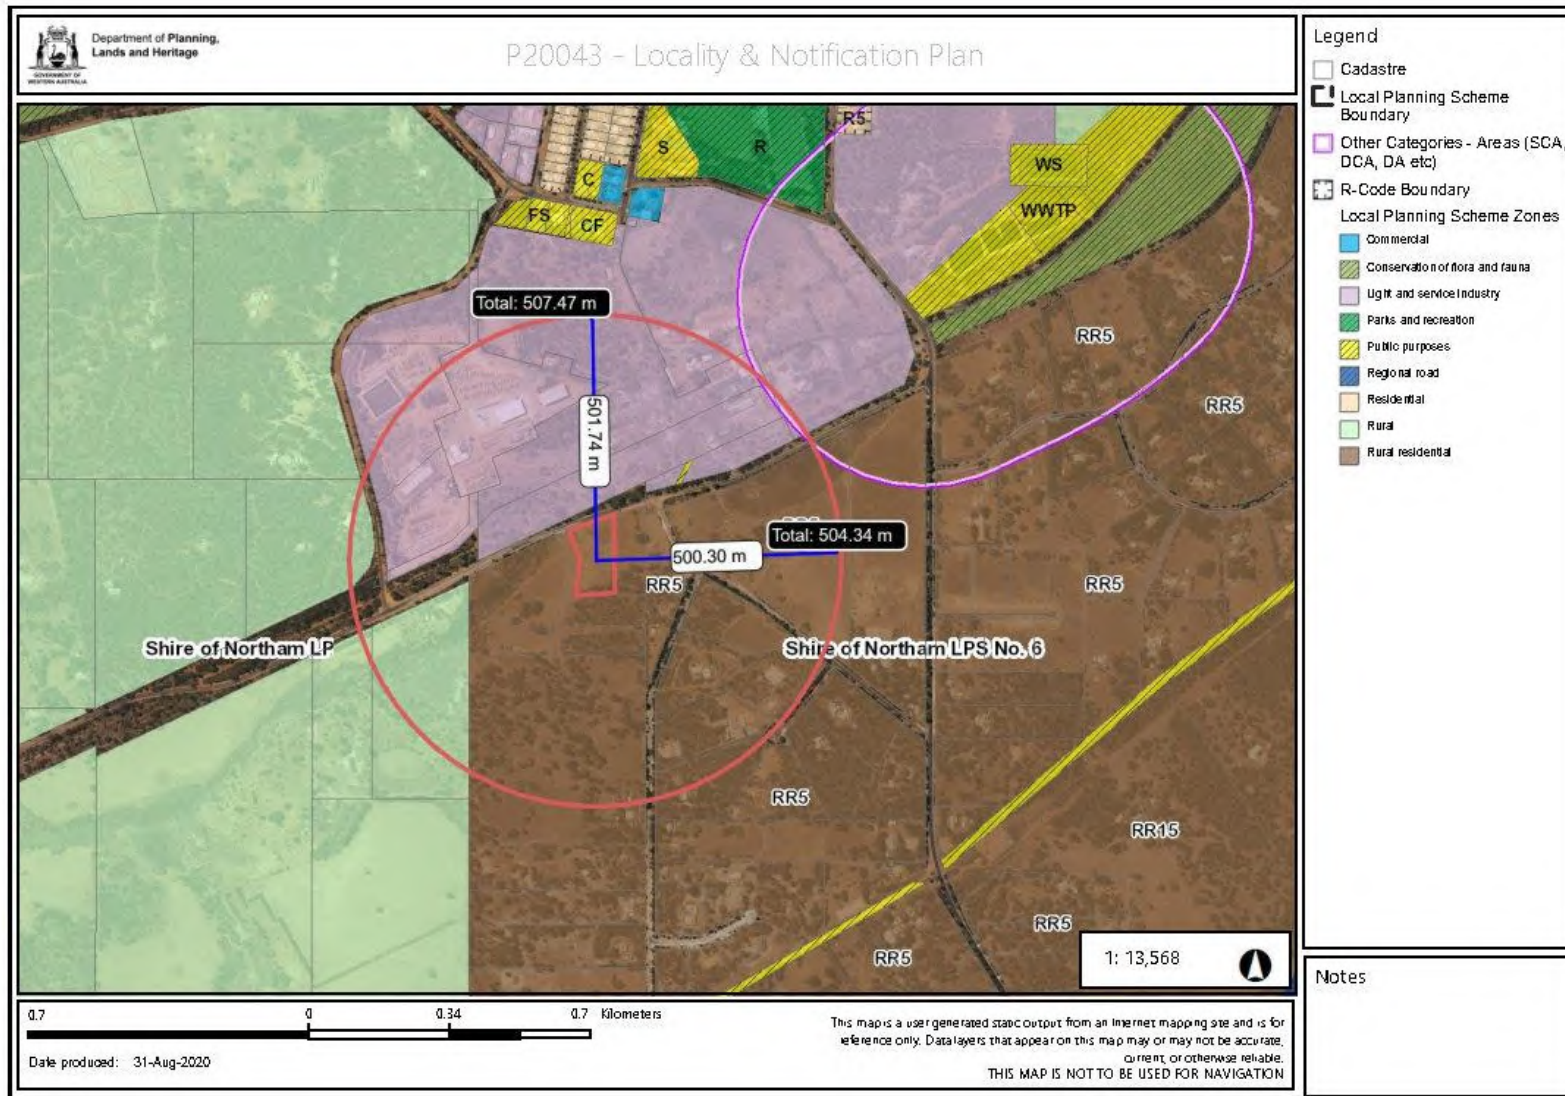 Department of Planning,
Lands and Heritage
GOVERNMENT OF
WESTERN AUSTRALIA
P20043 - Locality & Notification Plan
Legend
Cadastre
Local Planning Scheme
Boundary
Other Categories - Areas (SCA,
DCA, DA etc)
R-Code Boundary
Local Planning Scheme Zones
Commercial
Conservation of flora and fauna
Light and service industry
Parks and recreation
Public purposes
Regional road
Residential
Rural
Rural residential
R5
S
R
WS
C
WWTP
FS
CF
Total: 507.47 m
RR5
RR5
501.74 m
Total: 504.34 m
500.30 m
RR5
RR5
Shire of Northam LP
Shire of Northam LPS No. 6
RR5
RR15
RR5
RR5
1: 13,568
Notes
0.7
0
0.34
0.7
Kilometers
Date produced: 31-Aug-2020
This map is a user generated static output from an Internet mapping site and is for
reference only. Data layers that appear on this map may or may not be accurate,
current, or otherwise reliable.
THIS MAP IS NOT TO BE USED FOR NAVIGATION